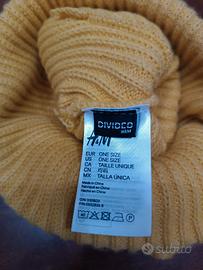 DIVIDED
H&M
H&M
EUR ONE SIZE
US ONE SIZE
CA TAILLE UNIQUE
CN 均码
MX TALLA ÚNICA
Made in China
Fabriqué en Chine
Hecho en China
subito